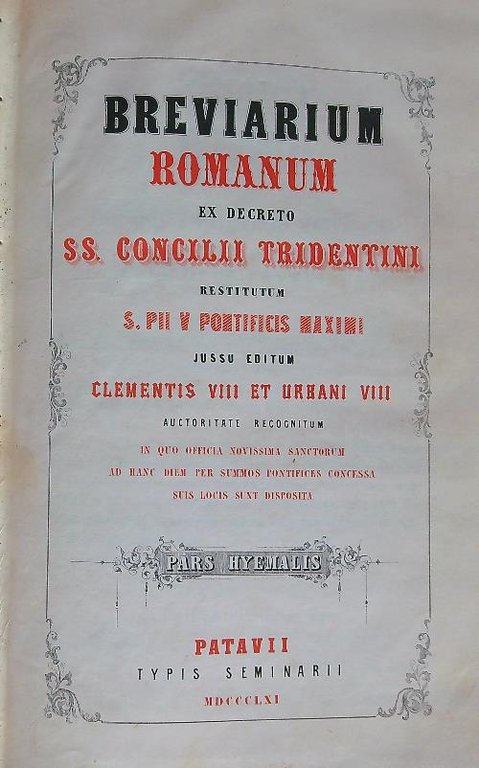 BREVIARIUM
ROMANUM
EX DECRETO
SS. CONCILII TRIDENTINI
RESTITUTUM
S. PII V PONTIFICIS MAXIMI
JUSSU EDITUM
CLEMENTIS VIII ET URBANI VIII
AUCTORITATE RECOGNITUM
IN QUO OFFICIA NOVISSIMA SANCTORUM
AD HANC DIEM PER SUMMOS PONTIFICES CONCESSA
SUIS LOCIS SUNT DISPOSITA
PARS HYEMALIS
PATAVII
TYPIS SEMINARII
MDCCCLXI